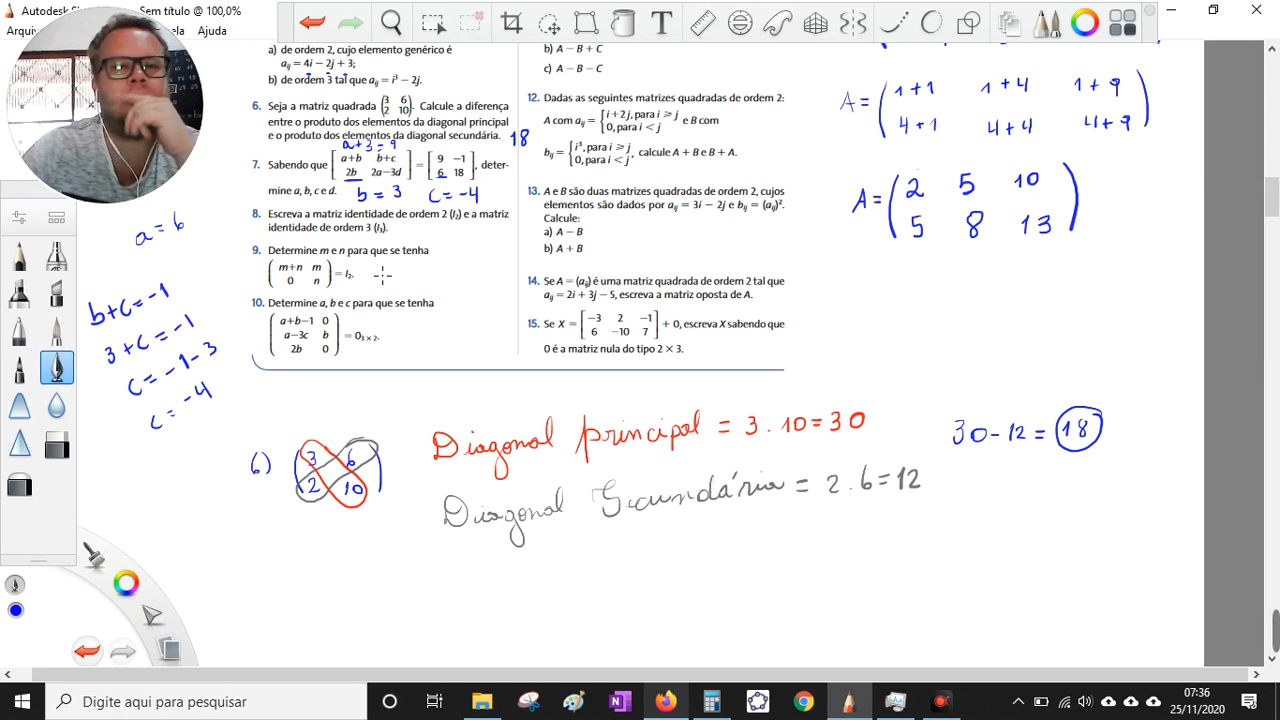 Autodesk S
Sem título @ 100,0%
Arqu
ela
Ajuda
a) de ordem 2, cujo elemento genérico é
aij = 4i − 2j + 3;
b) de ordem 3 tal que aij = i³ − 2j.
6. Seja a matriz quadrada (3 6
2 10). Calcule a diferença
entre o produto dos elementos da diagonal principal
e o produto dos elementos da diagonal secundária. 18
a+3=9
7. Sabendo que [a+b b+c
2b 2a−3d] = [9 −1
6 18], deter-
mine a, b, c e d.
b = 3 c = -4
8. Escreva a matriz identidade de ordem 2 (I₂) e a matriz
identidade de ordem 3 (I₃).
9. Determine m e n para que se tenha
(m+n m
0 n) = I₂.
10. Determine a, b e c para que se tenha
(a+b−1 0
a−3c b
2b 0) = 0₃ₓ₂.
b) A − B + C
c) A − B − C
12. Dadas as seguintes matrizes quadradas de ordem 2:
A com aij = {i + 2j, para i ⩾ j
0, para i < j e B com
bij = {i³, para i ⩾ j
0, para i < j, calcule A + B e B + A.
13. A e B são duas matrizes quadradas de ordem 2, cujos
elementos são dados por aij = 3i − 2j e bij = (aij)².
Calcule:
a) A − B
b) A + B
14. Se A = (aij) é uma matriz quadrada de ordem 2 tal que
aij = 2i + 3j − 5, escreva a matriz oposta de A.
15. Se X = [−3 2 −1
6 −10 7] + 0, escreva X sabendo que
0 é a matriz nula do tipo 2 × 3.
A = (1+1 1+4 1+9
4+1 4+4 4+9)
A = (2 5 10
5 8 13)
a = 6
b+c=-1
3+c=-1
c=-1-3
c=-4
6) (3 6
2 10)
Diagonal principal = 3.10=30
Diagonal Secundária = 2.6=12
30-12 = 18
Digite aqui para pesquisar
07:36
25/11/2020